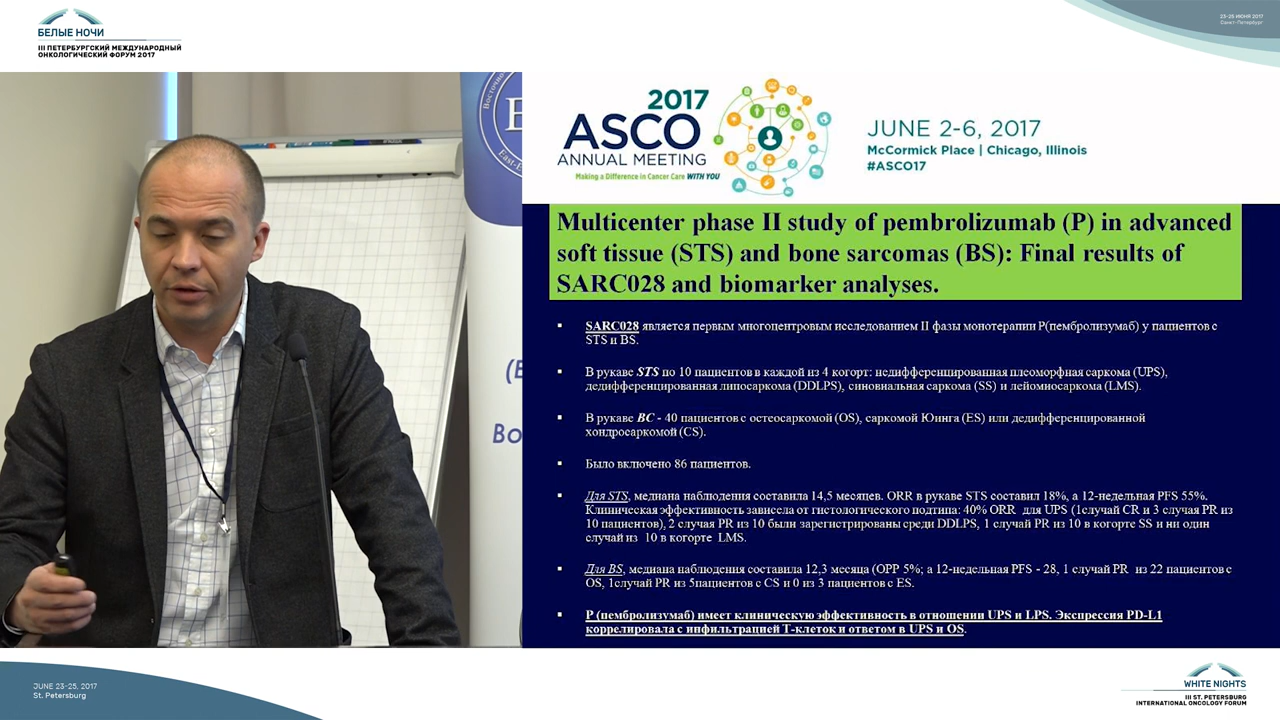 БЕЛЫЕ НОЧИ
III ПЕТЕРБУРГСКИЙ МЕЖДУНАРОДНЫЙ
ОНКОЛОГИЧЕСКИЙ ФОРУМ 2017
23-25 ИЮНЯ 2017
Санкт-Петербург
2017
ASCO
ANNUAL MEETING
Making a Difference in Cancer Care WITH YOU
JUNE 2-6, 2017
McCormick Place | Chicago, Illinois
#ASCO17
Multicenter phase II study of pembrolizumab (P) in advanced
soft tissue (STS) and bone sarcomas (BS): Final results of
SARC028 and biomarker analyses.
▪ SARC028 является первым многоцентровым исследованием II фазы монотерапии P(пембролизумаб) у пациентов с
STS и BS.
▪ В рукаве STS по 10 пациентов в каждой из 4 когорт: недифференцированная плеоморфная саркома (UPS),
дедифференцированная липосаркома (DDLPS), синовиальная саркома (SS) и лейомиосаркома (LMS).
▪ В рукаве ВС - 40 пациентов с остеосаркомой (OS), саркомой Юинга (ES) или дедифференцированной
хондросаркомой (CS).
▪ Было включено 86 пациентов.
▪ Для STS, медиана наблюдения составила 14,5 месяцев. ORR в рукаве STS составил 18%, а 12-недельная PFS 55%.
Клиническая эффективность зависела от гистологического подтипа: 40% ORR для UPS (1случай CR и 3 случая PR из
10 пациентов), 2 случая PR из 10 были зарегистрированы среди DDLPS, 1 случай PR из 10 в когорте SS и ни один
случай из 10 в когорте LMS.
▪ Для BS, медиана наблюдения составила 12,3 месяца (ОРР 5%; а 12-недельная PFS - 28, 1 случай PR из 22 пациентов с
OS, 1случай PR из 5пациентов с CS и 0 из 3 пациентов с ES.
▪ P (пембролизумаб) имеет клиническую эффективность в отношении UPS и LPS. Экспрессия PD-L1
коррелировала с инфильтрацией Т-клеток и ответом в UPS и OS.
JUNE 23-25, 2017
St. Petersburg
WHITE NIGHTS
III ST. PETERSBURG
INTERNATIONAL ONCOLOGY FORUM